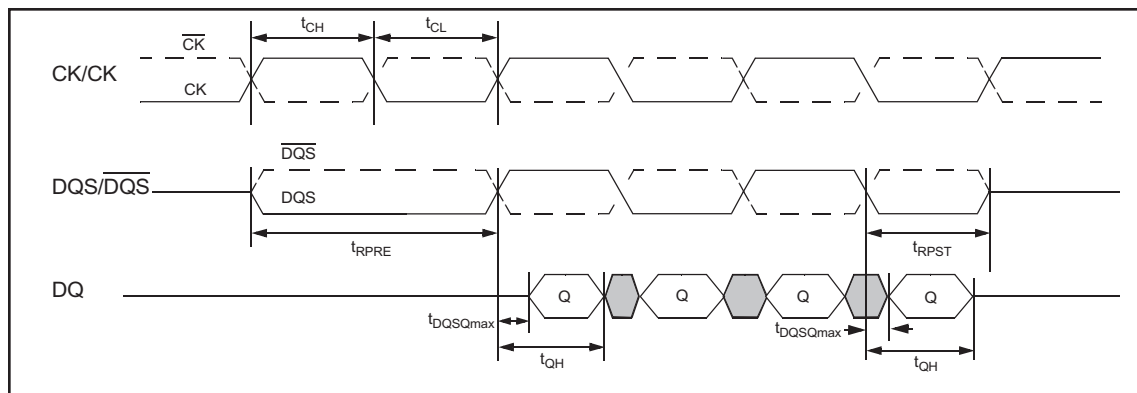 tCH
tCL
CK
CK/CK
CK
DQS
DQS/DQS
DQS
tRPRE
tRPST
DQ
Q
Q
Q
Q
tDQSQmax
tDQSQmax
tQH
tQH